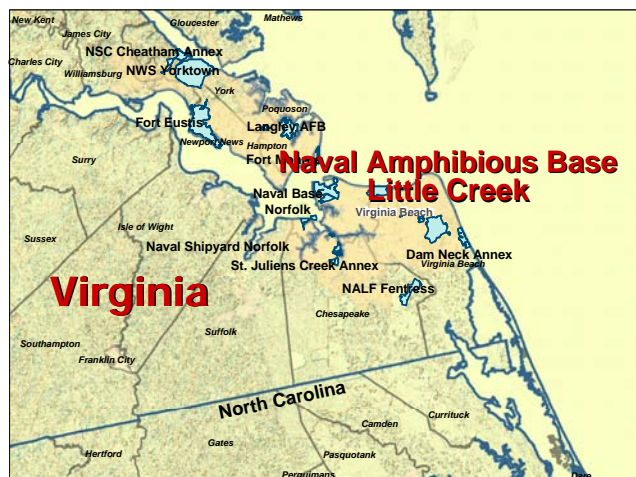 New Kent
Gloucester
Mathews
James City
NSC Cheatham Annex
Charles City
Williamsburg
NWS Yorktown
York
Poquoson
Fort Eustis
Langley AFB
Newport News
Hampton
Surry
Fort M
Naval Amphibious Base
Little Creek
Naval Base
Norfolk
Virginia Beach
Isle of Wight
Sussex
Naval Shipyard Norfolk
Dam Neck Annex
St. Juliens Creek Annex
Virginia Beach
Virginia
NALF Fentress
Chesapeake
Suffolk
Southampton
Franklin City
North Carolina
Currituck
Camden
Gates
Hertford
Pasquotank
Perquimans
Dare